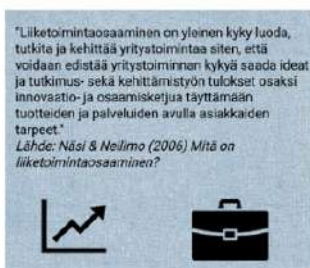 "Liiketoimintaosaaminen on yleinen kyky luoda,
tutkita ja kehittää yritystoimintaa siten, että
voidaan edistää yritystoiminnan kykyä saada ideat
ja tutkimus- sekä kehittämistyön tulokset osaksi
innovaatio- ja osaamisketjua täyttämään
tuotteiden ja palveluiden avulla asiakkaiden
tarpeet."
Lähde: Näsi & Neilimo (2006) Mitä on
liiketoimintaosaaminen?